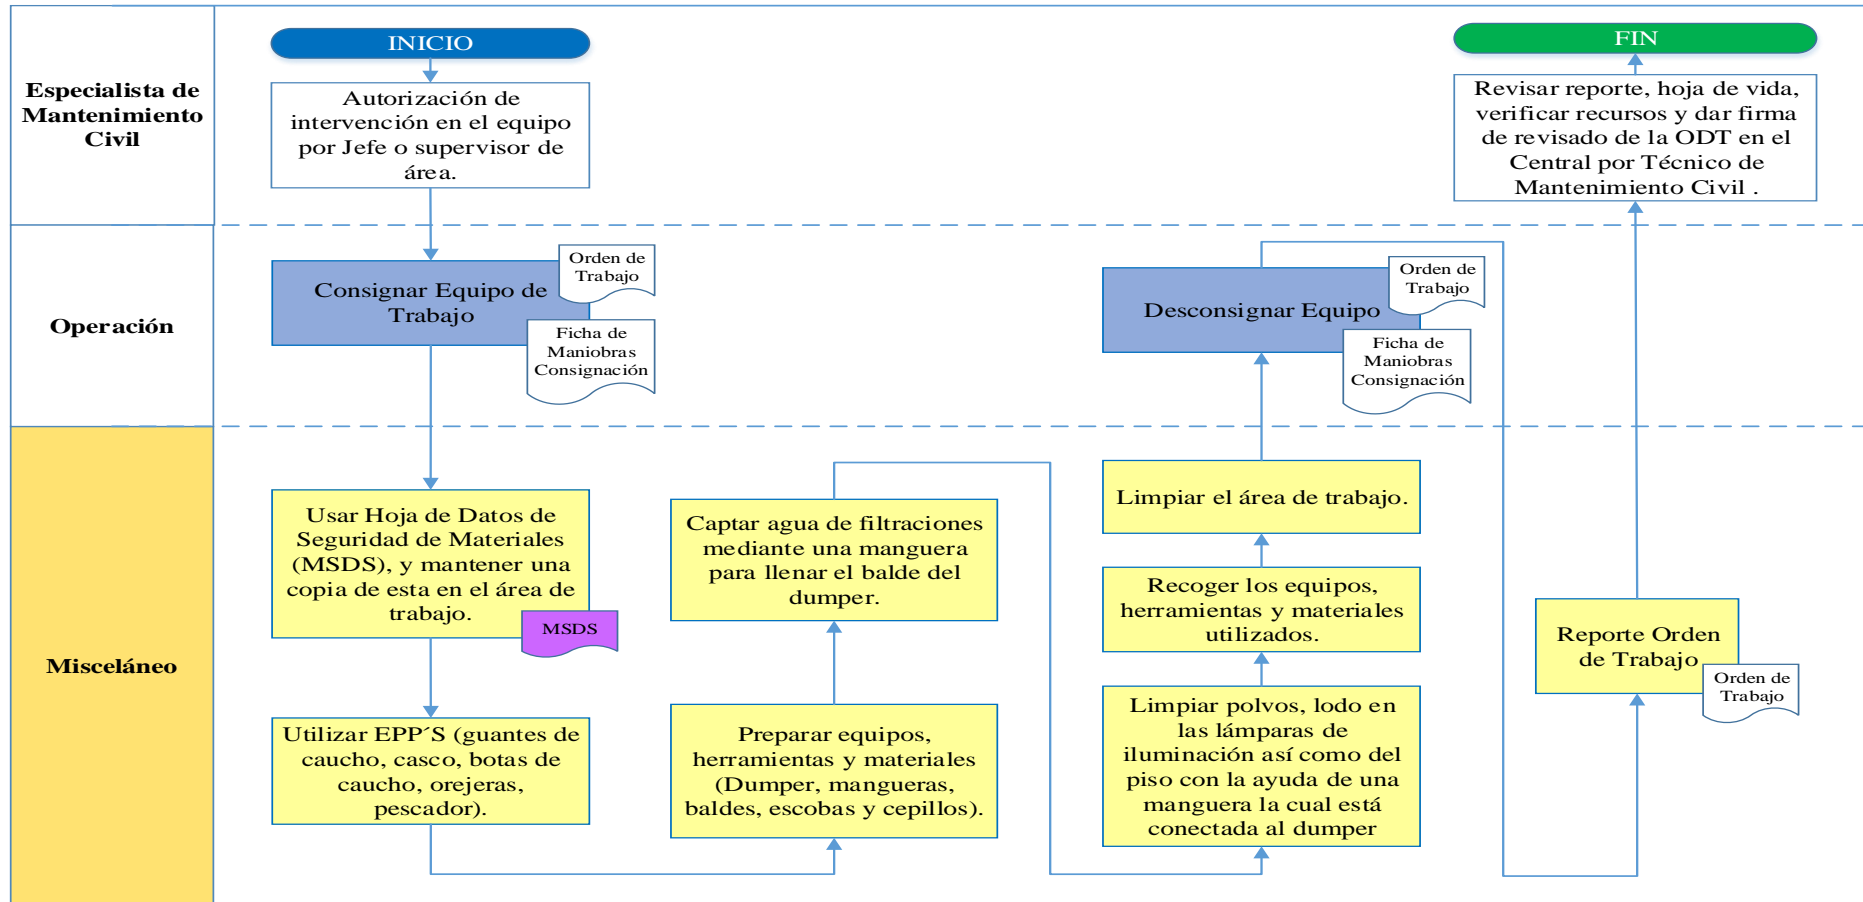 Especialista de
Mantenimiento
Civil
INICIO
Autorización de
intervención en el equipo
por Jefe o supervisor de
área.
FIN
Revisar reporte, hoja de vida,
verificar recursos y dar firma
de revisado de la ODT en el
Central por Técnico de
Mantenimiento Civil .
Operación
Consignar Equipo de
Trabajo
Orden de
Trabajo
Ficha de
Maniobras
Consignación
Desconsignar Equipo
Orden de
Trabajo
Ficha de
Maniobras
Consignación
Misceláneo
Usar Hoja de Datos de
Seguridad de Materiales
(MSDS), y mantener una
copia de esta en el área de
trabajo.
MSDS
Utilizar EPP´S (guantes de
caucho, casco, botas de
caucho, orejeras,
pescador).
Captar agua de filtraciones
mediante una manguera
para llenar el balde del
dumper.
Preparar equipos,
herramientas y materiales
(Dumper, mangueras,
baldes, escobas y cepillos).
Limpiar el área de trabajo.
Recoger los equipos,
herramientas y materiales
utilizados.
Limpiar polvos, lodo en
las lámparas de
iluminación así como del
piso con la ayuda de una
manguera la cual está
conectada al dumper
Reporte Orden
de Trabajo
Orden de
Trabajo